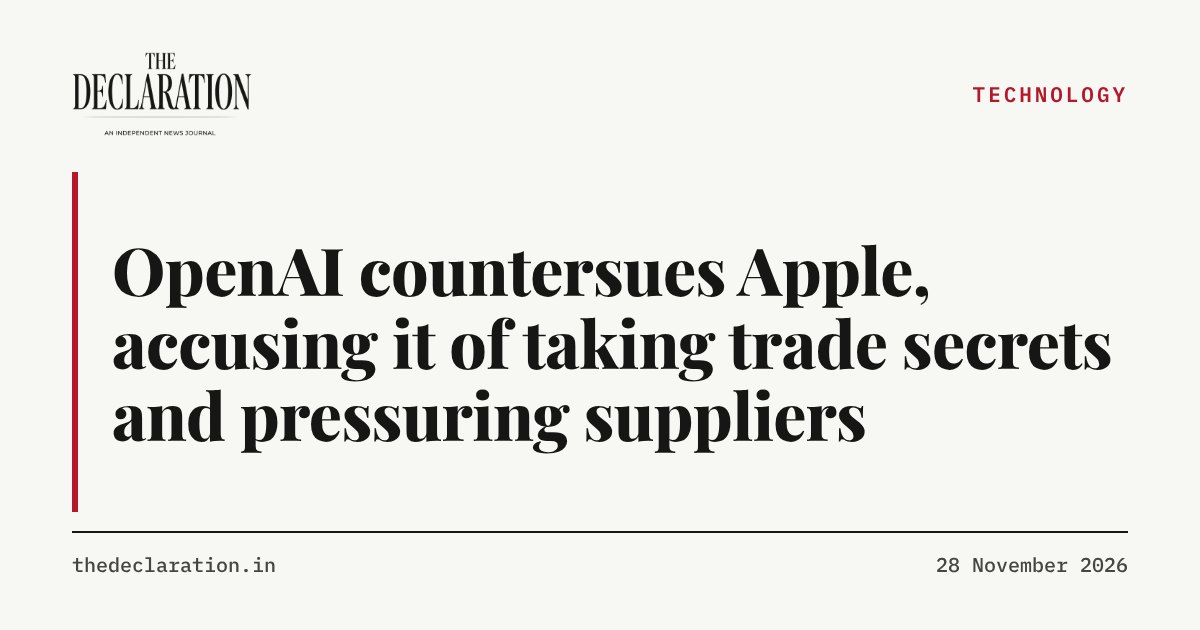 THE
DECLARATION
AN INDEPENDENT NEWS JOURNAL
TECHNOLOGY
OpenAI countersues Apple,
accusing it of taking trade secrets
and pressuring suppliers
thedeclaration.in
28 November 2026